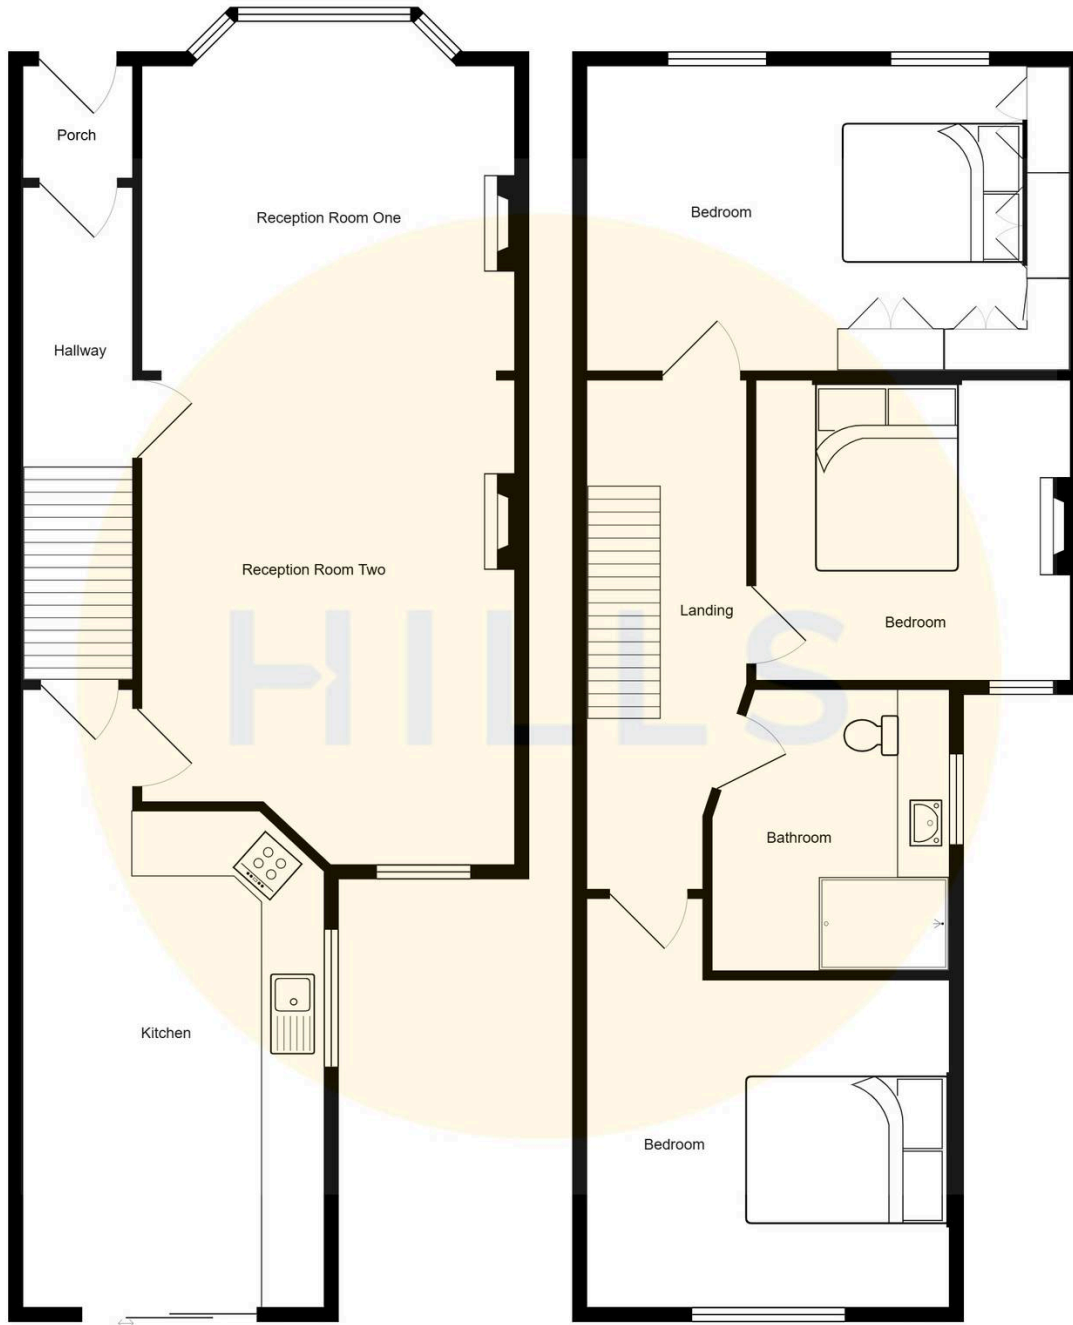 Porch
Reception Room One
Hallway
Reception Room Two
Kitchen
Bedroom
Landing
Bedroom
Bathroom
Bedroom
HILLS